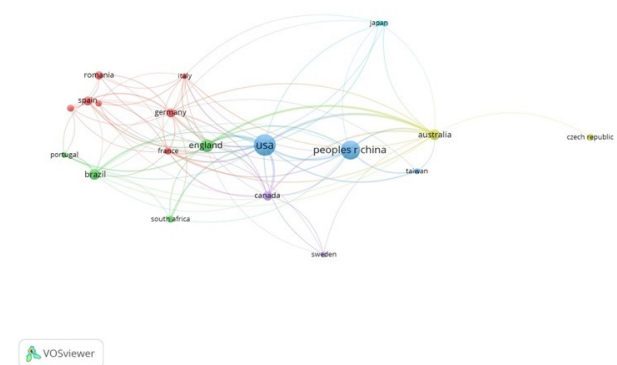 japan
romania
italy
spain
germany
australia
czech republic
england
usa
peoples r china
france
portugal
taiwan
brazil
canada
south africa
sweden
VOSviewer